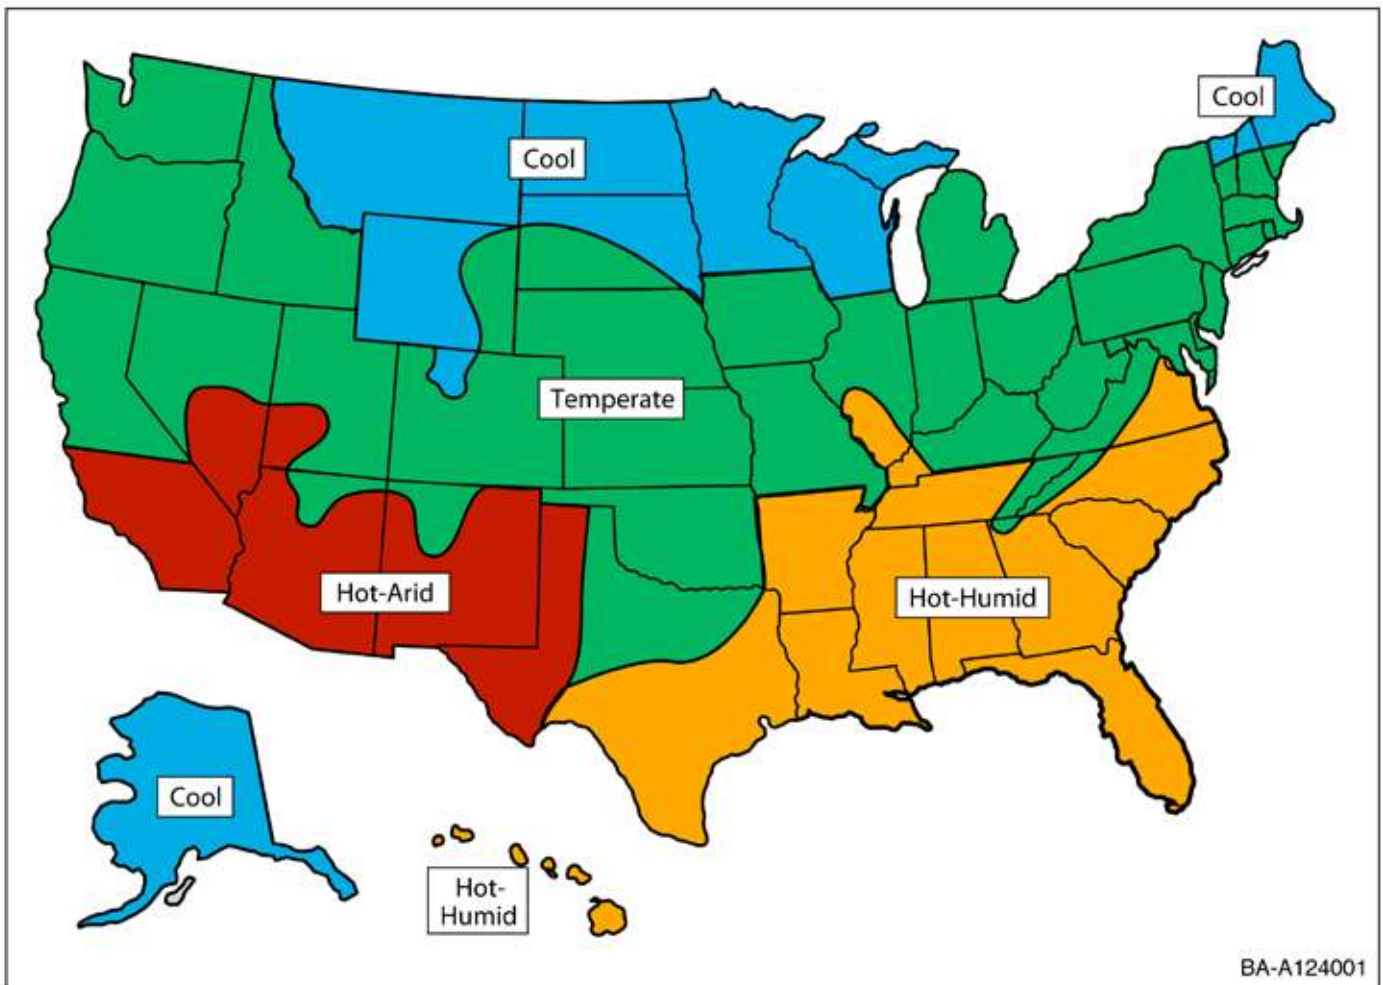 Cool
Cool
Temperate
Hot-Arid
Hot-Humid
Cool
Hot-
Humid
BA-A124001